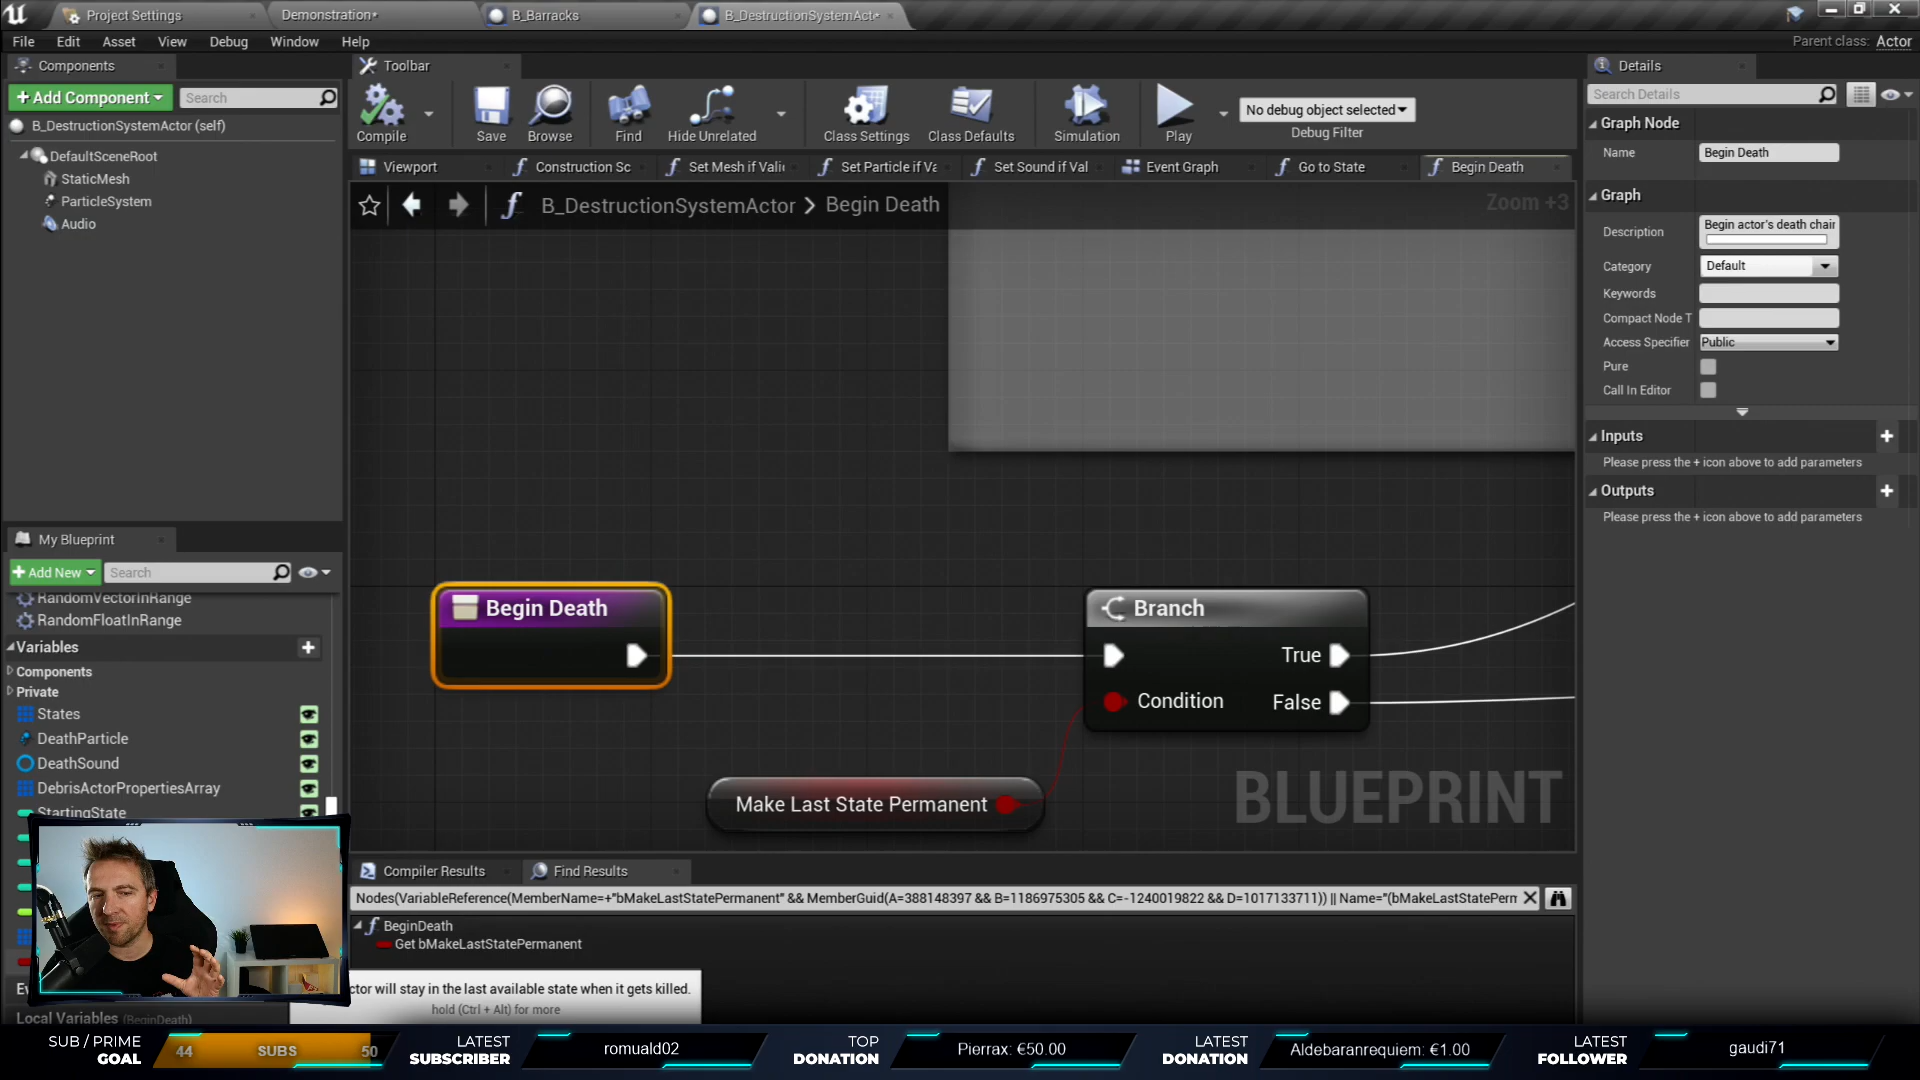 Project Settings
Demonstration*
B_Barracks
B_DestructionSystemAct*
File Edit Asset View Debug Window Help
Parent class: Actor
Components
+ Add Component
Search
B_DestructionSystemActor (self)
DefaultSceneRoot
StaticMesh
ParticleSystem
Audio
Toolbar
Compile
Save
Browse
Find
Hide Unrelated
Class Settings
Class Defaults
Simulation
Play
No debug object selected
Debug Filter
Viewport
Construction Sc
Set Mesh if Vali
Set Particle if Va
Set Sound if Val
Event Graph
Go to State
Begin Death
B_DestructionSystemActor > Begin Death
Zoom +3
Begin Death
Branch
True
Condition
False
Make Last State Permanent
BLUEPRINT
My Blueprint
+ Add New
Search
RandomVectorInRange
RandomFloatInRange
Variables
Components
Private
States
DeathParticle
DeathSound
DebrisActorPropertiesArray
StartingState
Local Variables (BeginDeath)
Compiler Results
Find Results
Nodes(VariableReference(MemberName=+"bMakeLastStatePermanent" && MemberGuid(A=388148397 && B=1186975305 && C=-1240019822 && D=1017133711)) || Name="(bMakeLastStatePerm
BeginDeath
Get bMakeLastStatePermanent
ctor will stay in the last available state when it gets killed.
hold (Ctrl + Alt) for more
Details
Search Details
Graph Node
Name
Begin Death
Graph
Description
Begin actor's death chain
Category
Default
Keywords
Compact Node T
Access Specifier
Public
Pure
Call In Editor
Inputs
Please press the + icon above to add parameters
Outputs
Please press the + icon above to add parameters
SUB / PRIME
GOAL
44 SUBS 50
LATEST
SUBSCRIBER
romuald02
TOP
DONATION
Pierrax: €50.00
LATEST
DONATION
Aldebaranrequiem: €1.00
LATEST
FOLLOWER
gaudi71